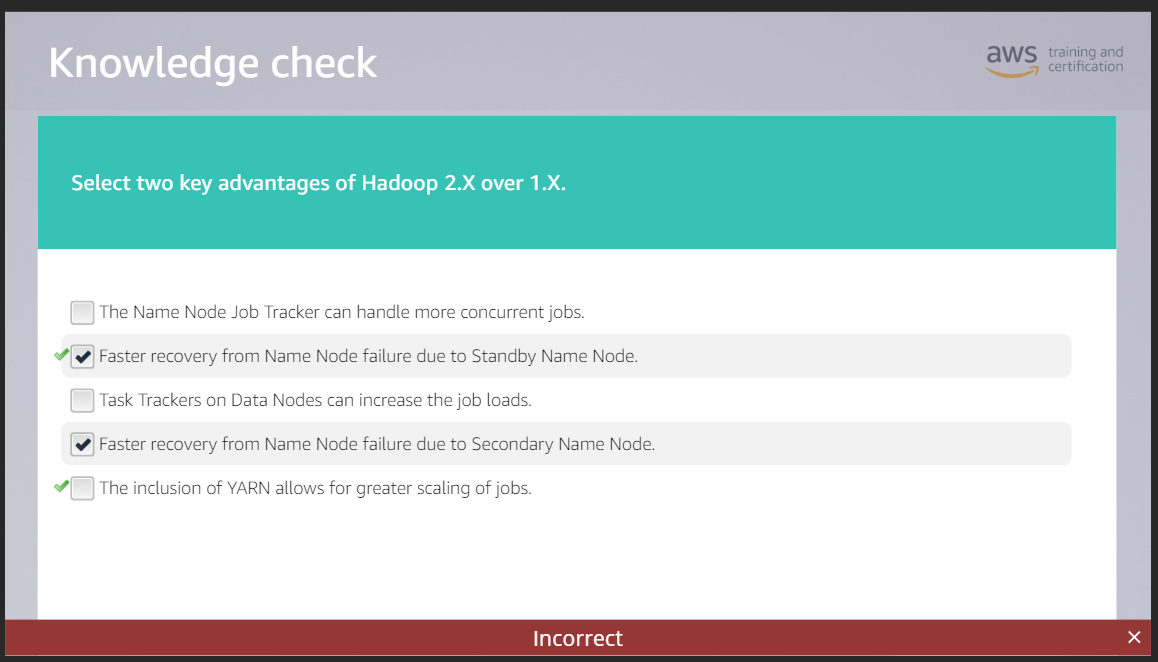 Knowledge check
aws training and
certification
Select two key advantages of Hadoop 2.X over 1.X.
The Name Node Job Tracker can handle more concurrent jobs.
Faster recovery from Name Node failure due to Standby Name Node.
Task Trackers on Data Nodes can increase the job loads.
Faster recovery from Name Node failure due to Secondary Name Node.
The inclusion of YARN allows for greater scaling of jobs.
Incorrect